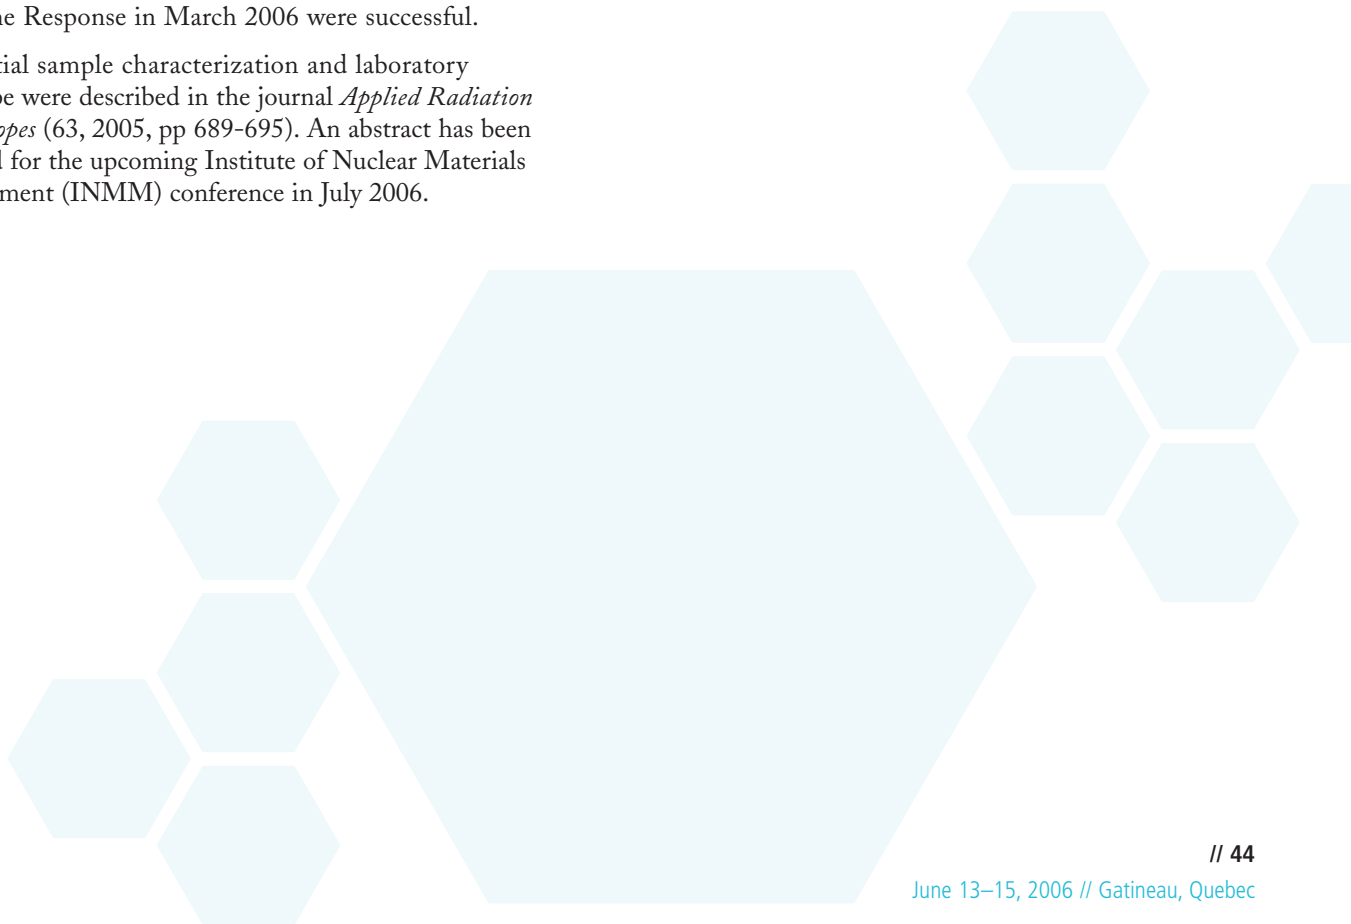 ne Response in March 2006 were successful.
tial sample characterization and laboratory
pe were described in the journal Applied Radiation
opes (63, 2005, pp 689-695). An abstract has been
d for the upcoming Institute of Nuclear Materials
ment (INMM) conference in July 2006.
// 44
June 13–15, 2006 // Gatineau, Quebec